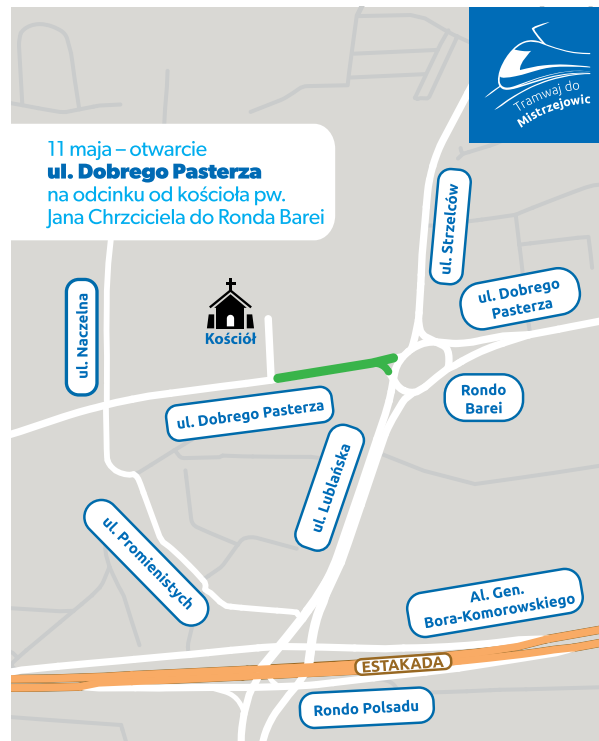 Tramwaj do
Mistrzejowic
11 maja – otwarcie
ul. Dobrego Pasterza
na odcinku od kościoła pw.
Jana Chrzciciela do Ronda Barei
ul. Strzelców
ul. Dobrego
Pasterza
ul. Naczelna
Kościół
Rondo
Barei
ul. Dobrego Pasterza
ul. Lublańska
ul. Promienistych
Al. Gen.
Bora-Komorowskiego
ESTAKADA
Rondo Polsadu